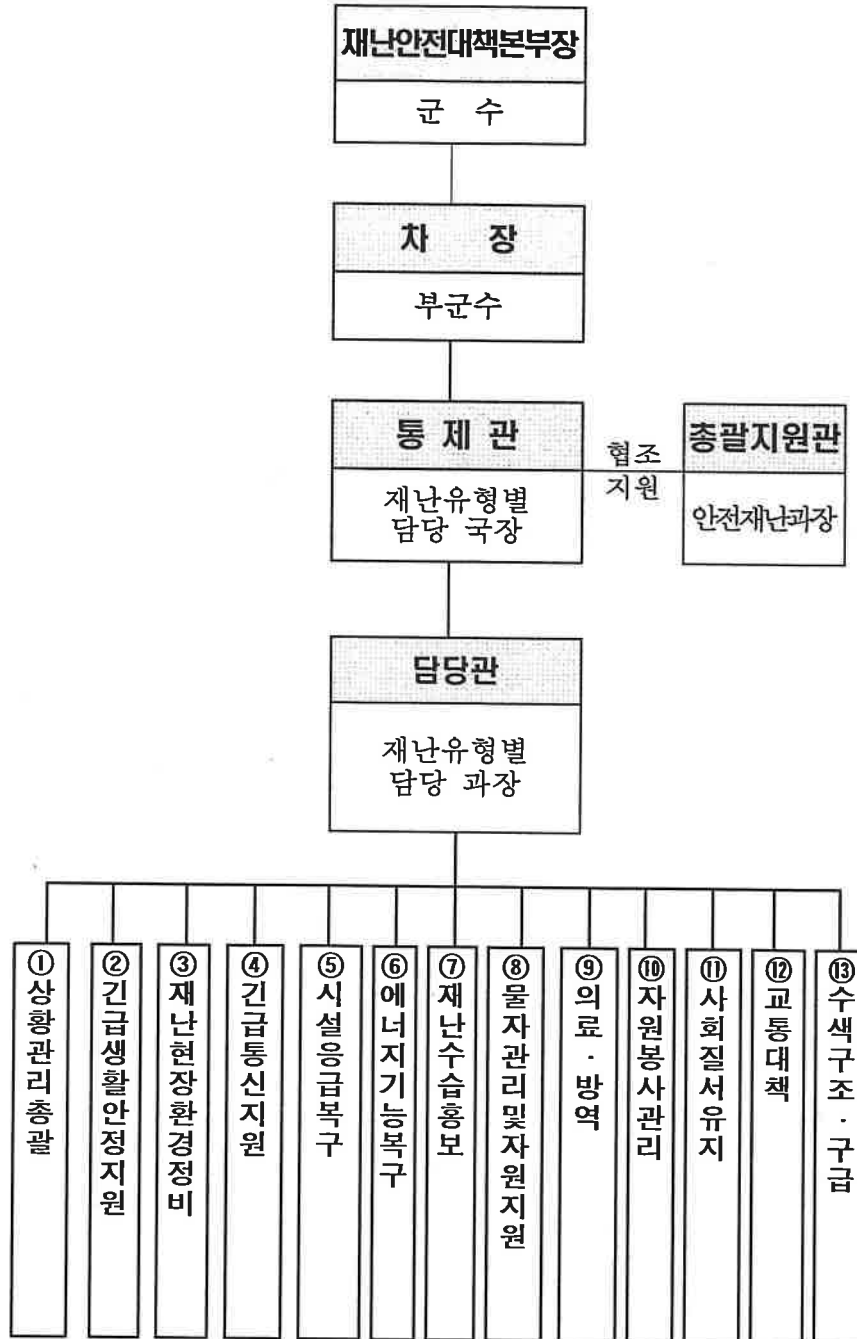 재난안전대책본부장
군 수
차 장
부군수
통 제 관
재난유형별
담당 국장
협조
지원
총괄지원관
안전재난과장
담당관
재난유형별
담당 과장
①상황관리총괄
②긴급생활안정지원
③재난현장환경정비
④긴급통신지원
⑤시설응급복구
⑥에너지기능복구
⑦재난수습홍보
⑧물자관리및자원지원
⑨의료·방역
⑩자원봉사관리
⑪사회질서유지
⑫교통대책
⑬수색구조·구급